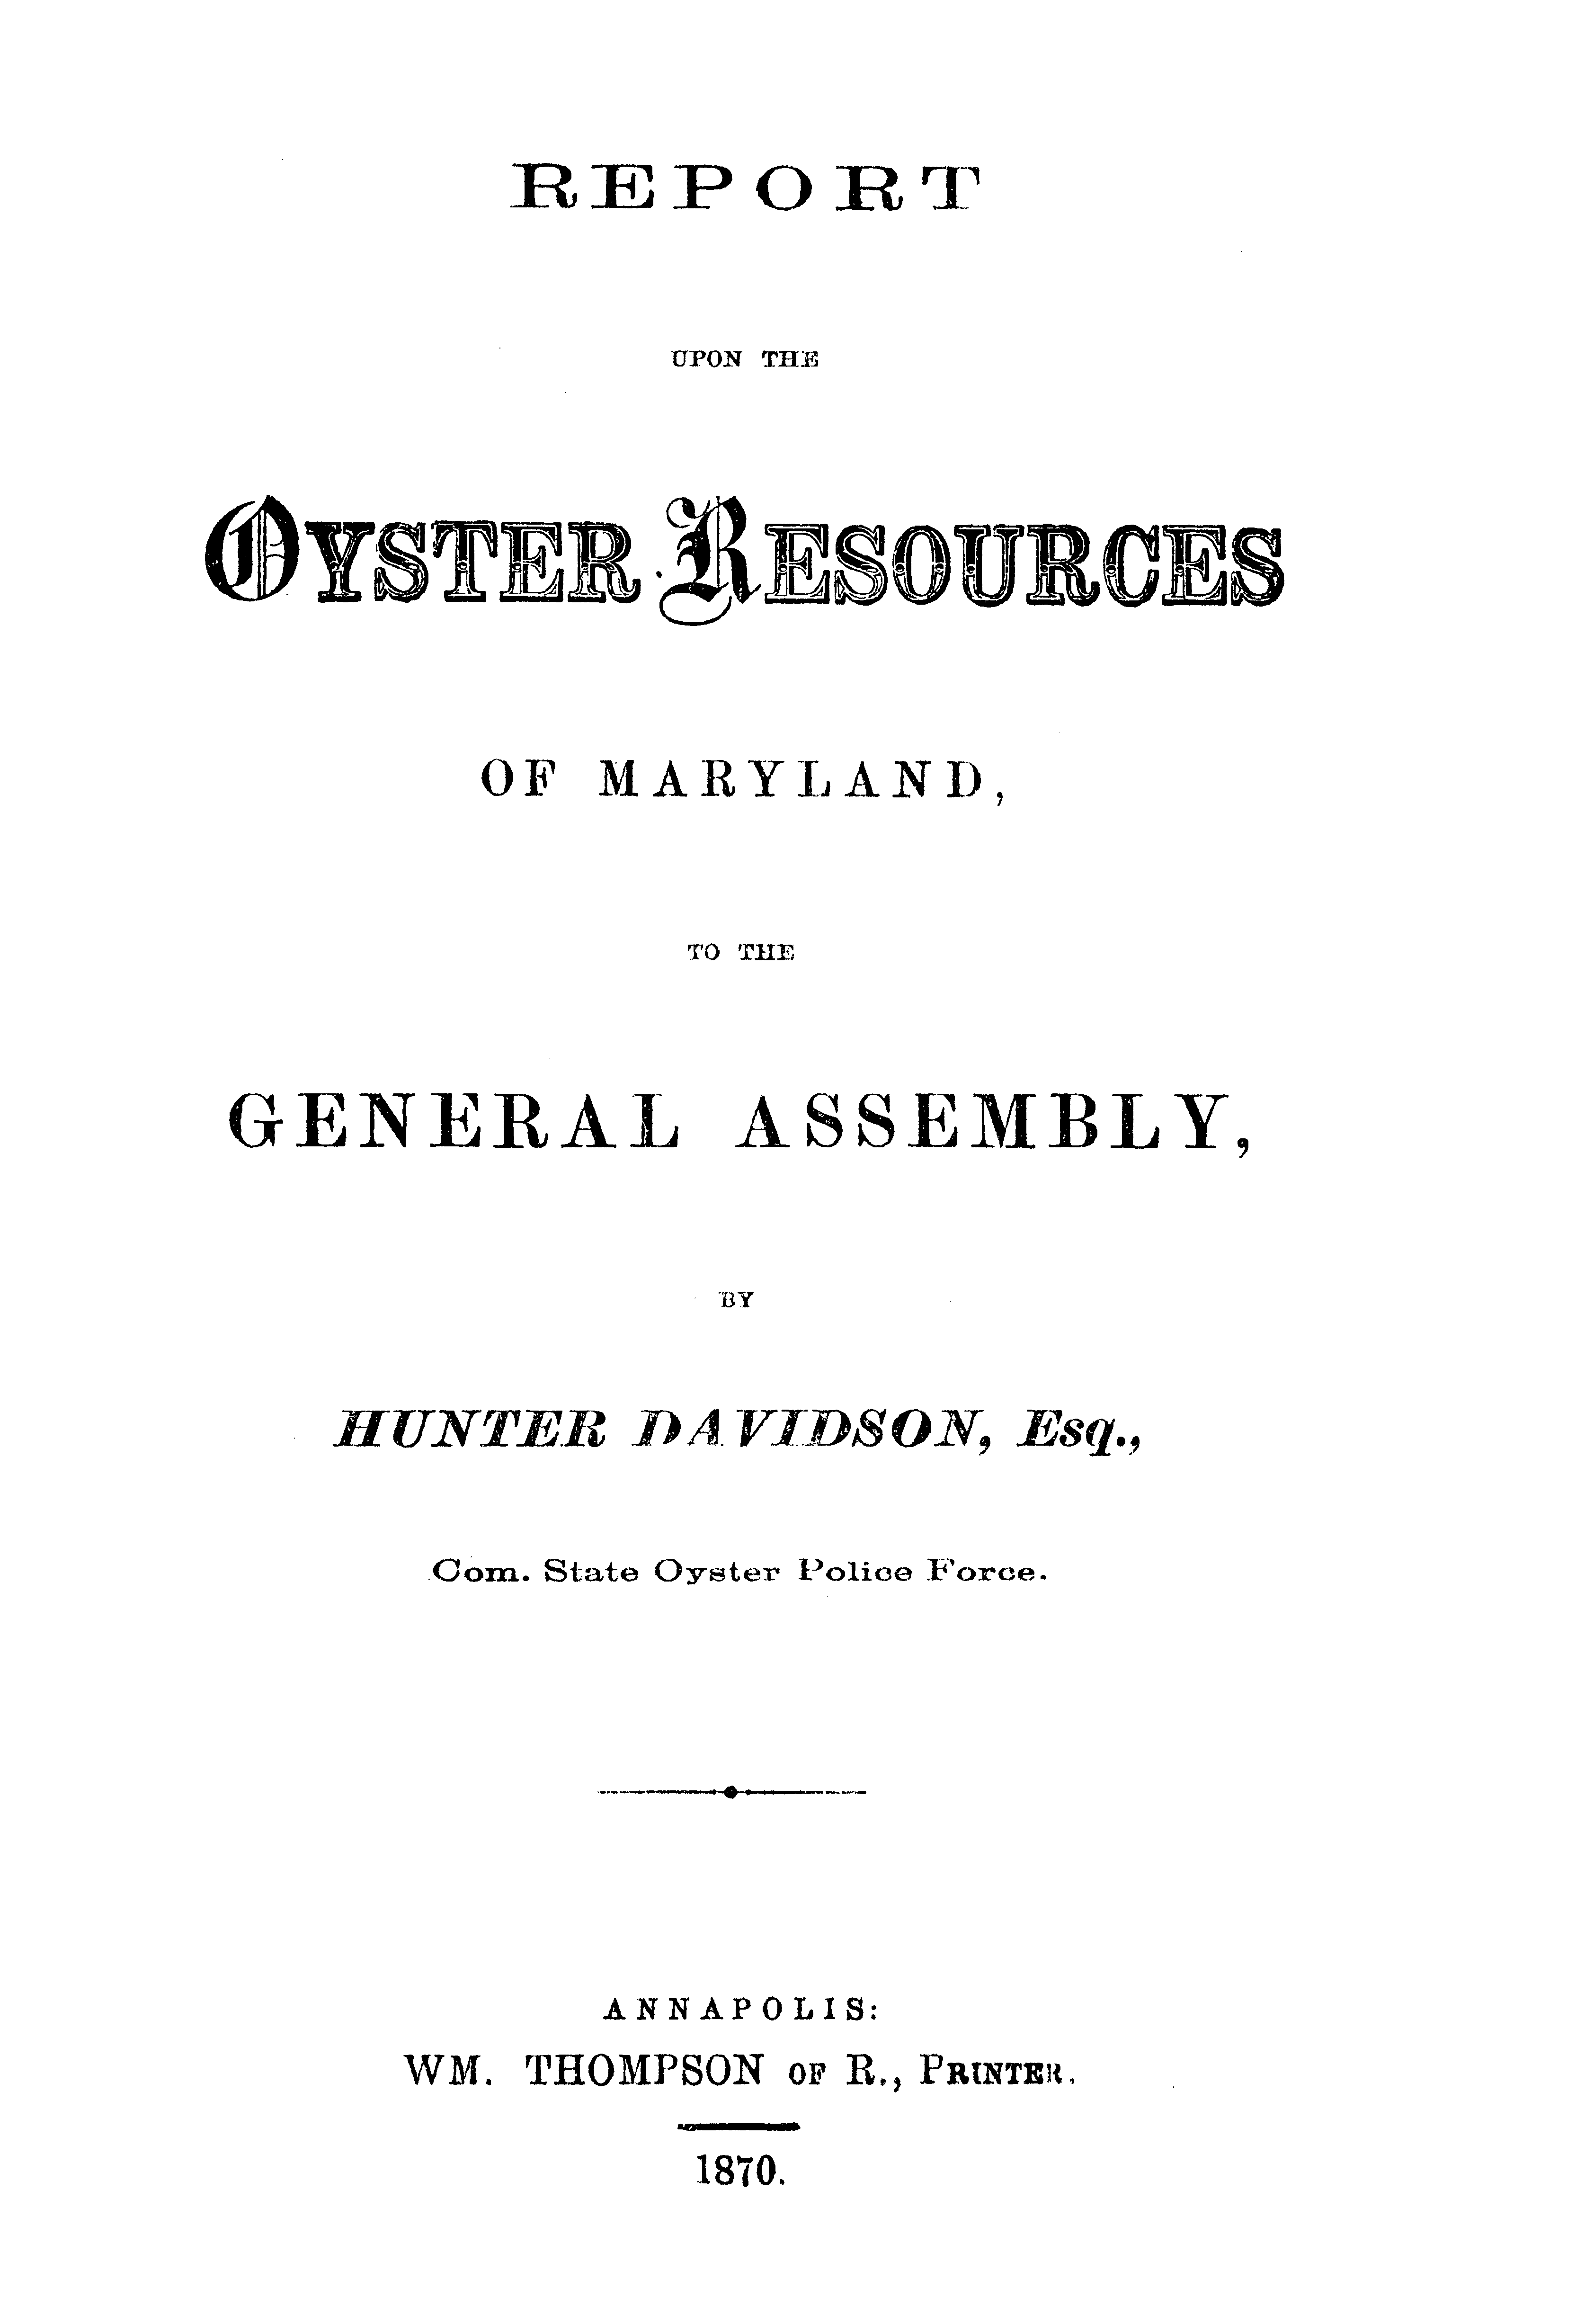 REPORT
UPON THE
OYSTER RESOURCES
OF MARYLAND,
TO THE
GENERAL ASSEMBLY,
BY
HUNTER DAVIDSON, Esq.,
Com. State Oyster Police Force.
ANNAPOLIS:
WM. THOMPSON OF R., PRINTER.
1870.